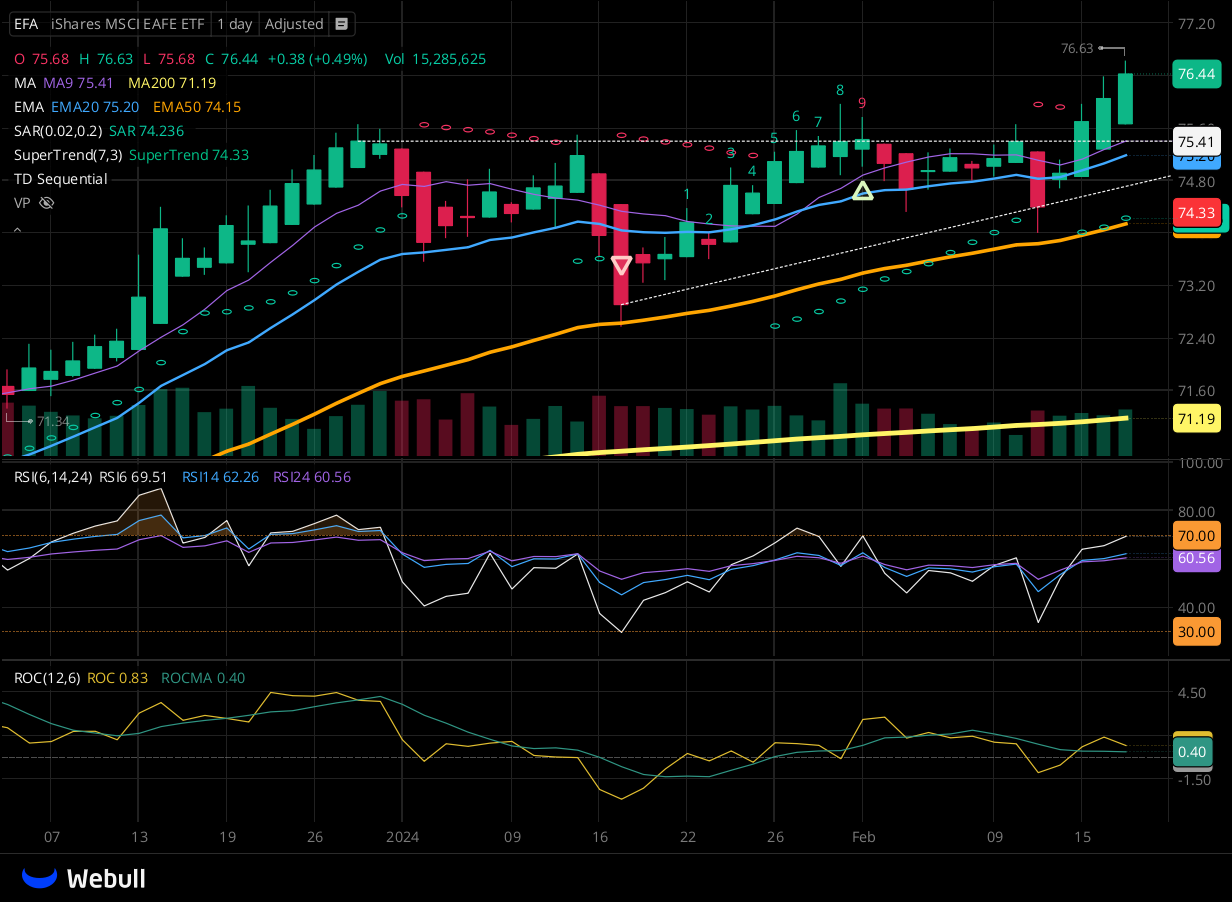 EFA iShares MSCI EAFE ETF 1 day Adjusted
77.20
O 75.68 H 76.63 L 75.68 C 76.44 +0.38 (+0.49%) Vol 15,285,625
76.63
76.44
MA MA9 75.41 MA200 71.19
EMA EMA20 75.20 EMA50 74.15
SAR(0.02,0.2) SAR 74.236
SuperTrend(7,3) SuperTrend 74.33
TD Sequential
VP
1 2 3 4 5 6 7 8 9
75.41
75.20
74.80
74.33
73.20
72.40
71.60
71.34
71.19
RSI(6,14,24) RSI6 69.51 RSI14 62.26 RSI24 60.56
100.00
80.00
70.00
60.56
40.00
30.00
ROC(12,6) ROC 0.83 ROCMA 0.40
4.50
0.40
-1.50
07 13 19 26 2024 09 16 22 26 Feb 09 15
Webull